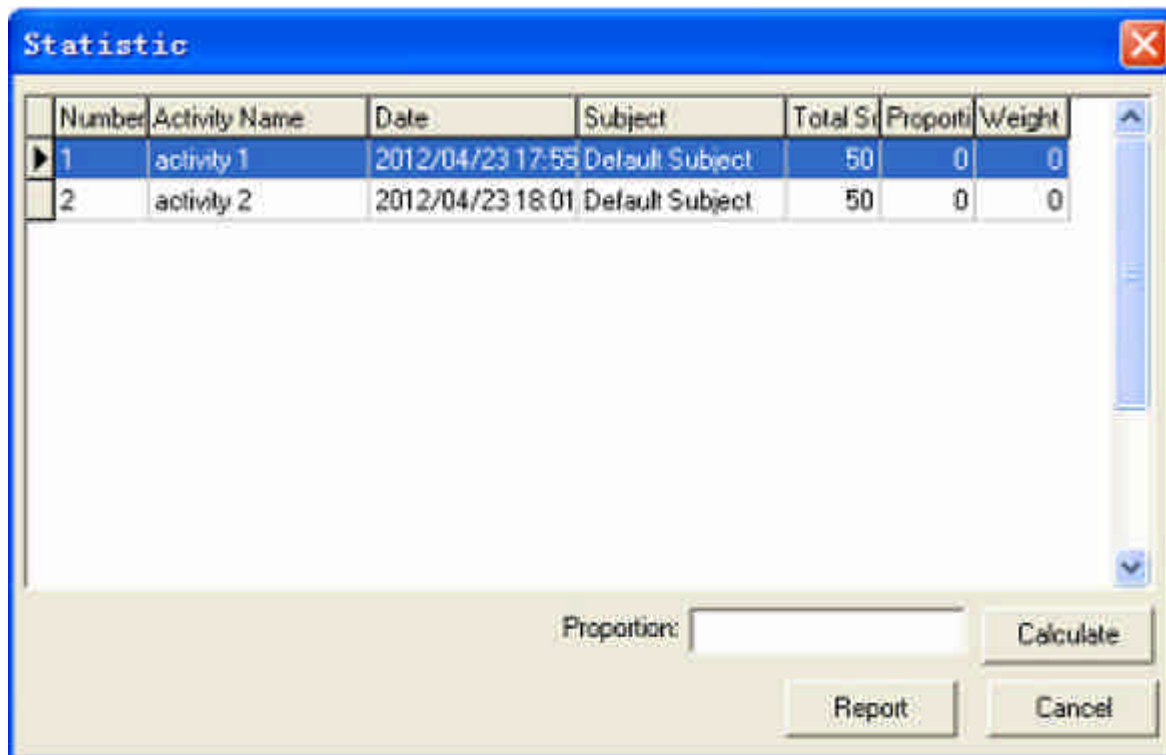 Statistic
Number Activity Name Date Subject Total Sc Proporti Weight
1 activity 1 2012/04/23 17:55 Default Subject 50 0 0
2 activity 2 2012/04/23 18:01 Default Subject 50 0 0
Proportion: Calculate
Report Cancel